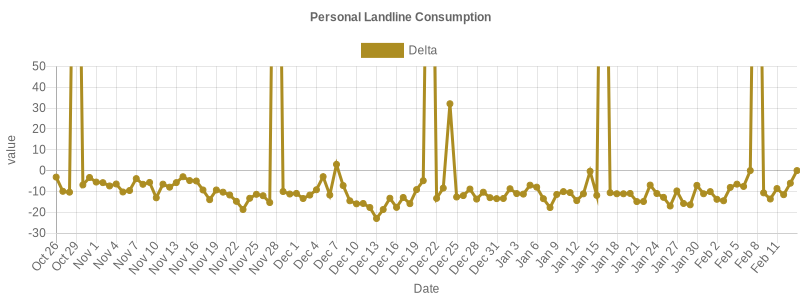 Personal Landline Consumption
Delta
50
40
30
20
10
0
-10
-20
-30
value
Oct 26
Oct 29
Nov 1
Nov 4
Nov 7
Nov 10
Nov 13
Nov 16
Nov 19
Nov 22
Nov 25
Nov 28
Dec 1
Dec 4
Dec 7
Dec 10
Dec 13
Dec 16
Dec 19
Dec 22
Dec 25
Dec 28
Dec 31
Jan 3
Jan 6
Jan 9
Jan 12
Jan 15
Jan 18
Jan 21
Jan 24
Jan 27
Jan 30
Feb 2
Feb 5
Feb 8
Feb 11
Date